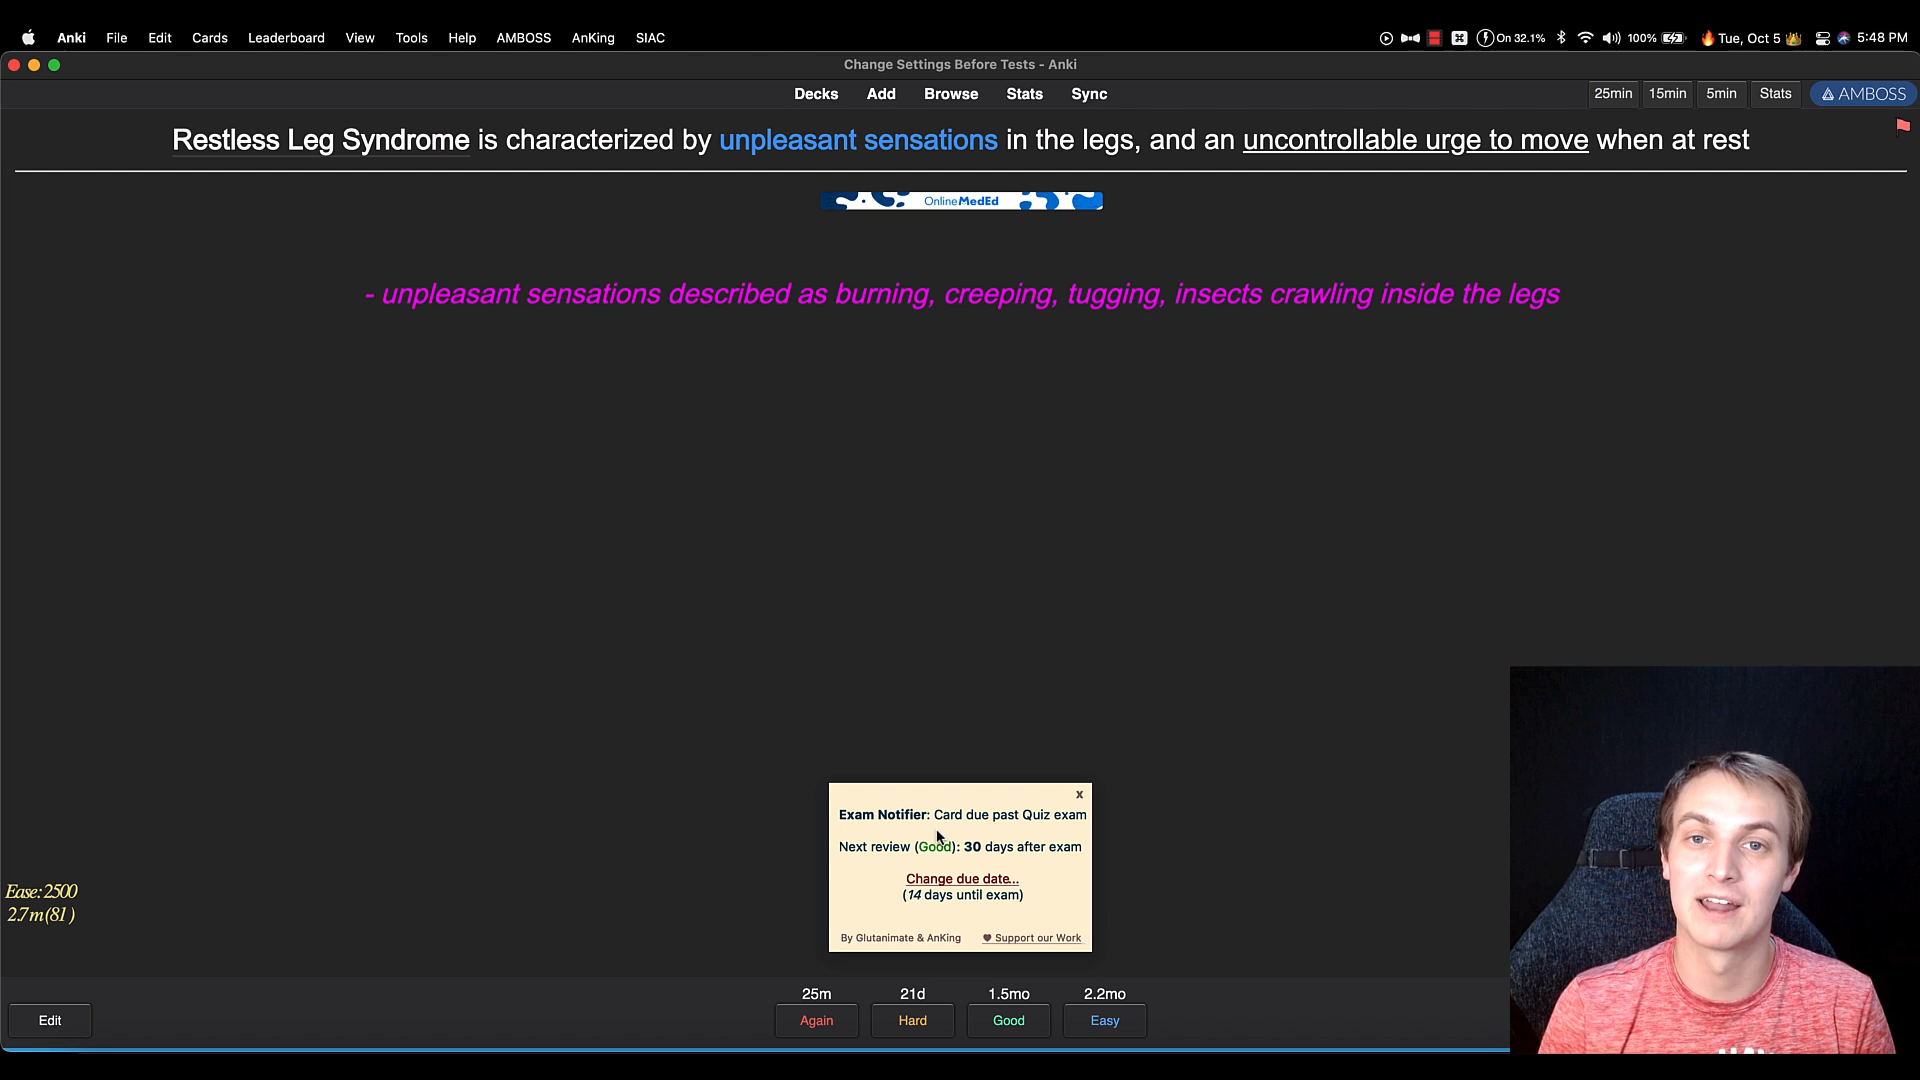 Anki File Edit Cards Leaderboard View Tools Help AMBOSS AnKing SIAC
On 32.1% 100% Tue, Oct 5 5:48 PM
Change Settings Before Tests - Anki
Decks Add Browse Stats Sync
25min 15min 5min Stats AMBOSS
Restless Leg Syndrome is characterized by unpleasant sensations in the legs, and an uncontrollable urge to move when at rest
OnlineMedEd
- unpleasant sensations described as burning, creeping, tugging, insects crawling inside the legs
x
Exam Notifier: Card due past Quiz exam
Next review (Good): 30 days after exam
Change due date...
(14 days until exam)
By Glutanimate & AnKing ♥ Support our Work
Ease: 2500
2.7m (81)
25m 21d 1.5mo 2.2mo
Edit Again Hard Good Easy